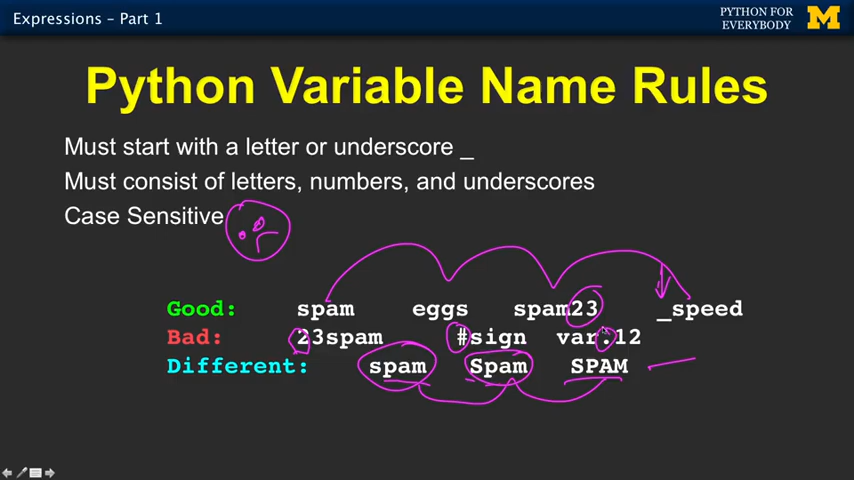 Expressions – Part 1
PYTHON FOR
EVERYBODY
M
Python Variable Name Rules
Must start with a letter or underscore _
Must consist of letters, numbers, and underscores
Case Sensitive
Good: spam eggs spam23 _speed
Bad: 23spam #sign var.12
Different: spam Spam SPAM